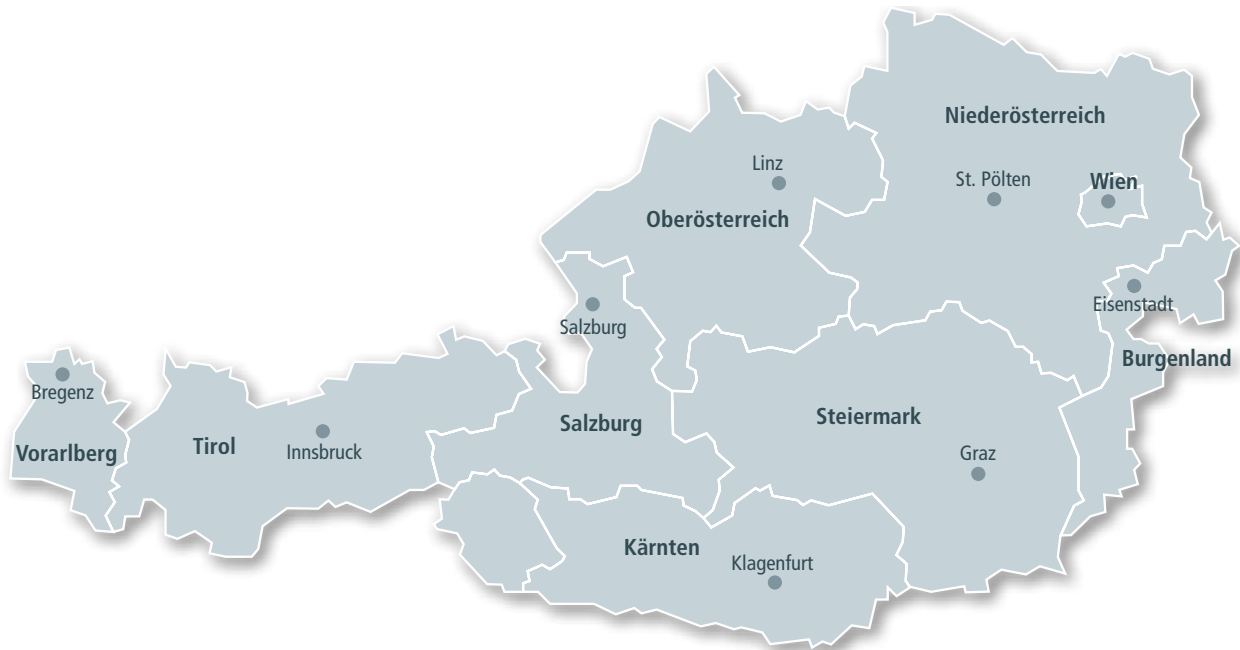 Niederösterreich
Linz
St. Pölten
Wien
Oberösterreich
Eisenstadt
Salzburg
Burgenland
Bregenz
Steiermark
Salzburg
Tirol
Innsbruck
Vorarlberg
Graz
Kärnten
Klagenfurt